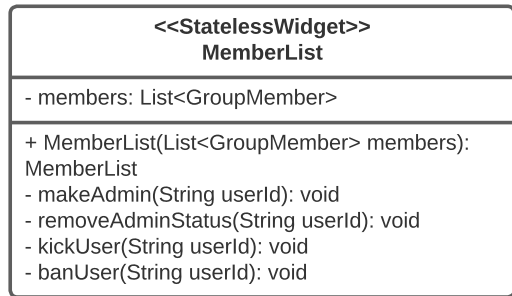 <<StatelessWidget>>
MemberList
- members: List<GroupMember>
+ MemberList(List<GroupMember> members):
MemberList
- makeAdmin(String userId): void
- removeAdminStatus(String userId): void
- kickUser(String userId): void
- banUser(String userId): void